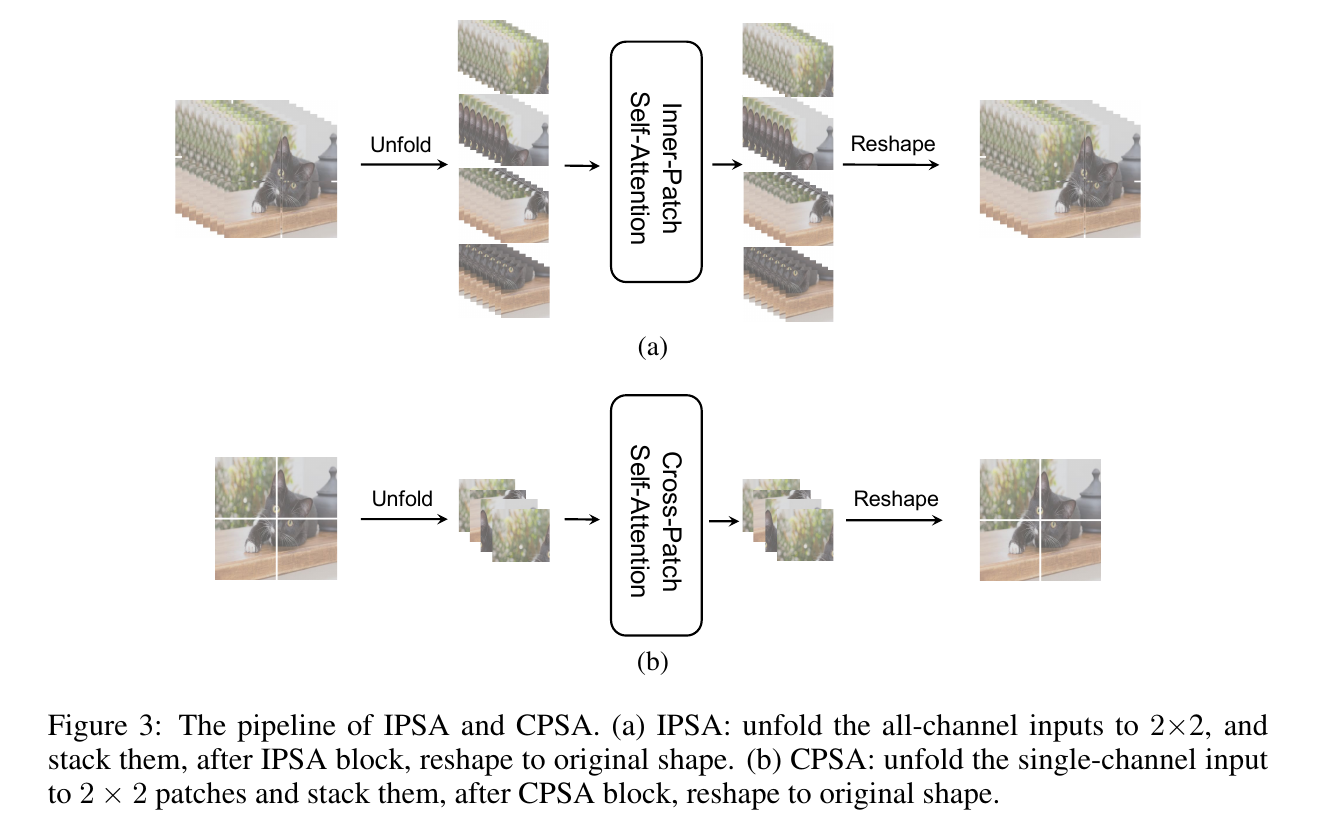 Unfold
Inner-Patch
Self-Attention
Reshape
(a)
Unfold
Cross-Patch
Self-Attention
Reshape
(b)
Figure 3: The pipeline of IPSA and CPSA. (a) IPSA: unfold the all-channel inputs to 2×2, and
stack them, after IPSA block, reshape to original shape. (b) CPSA: unfold the single-channel input
to 2 × 2 patches and stack them, after CPSA block, reshape to original shape.